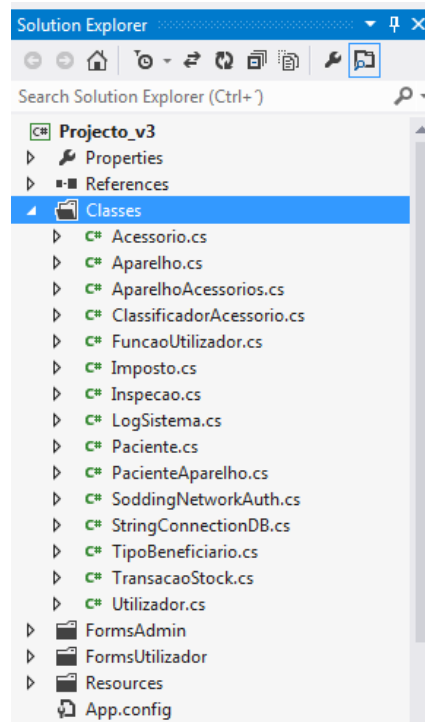 Solution Explorer
Search Solution Explorer (Ctrl+´)
C# Projecto_v3
Properties
References
Classes
C# Acessorio.cs
C# Aparelho.cs
C# AparelhoAcessorios.cs
C# ClassificadorAcessorio.cs
C# FuncaoUtilizador.cs
C# Imposto.cs
C# Inspecao.cs
C# LogSistema.cs
C# Paciente.cs
C# PacienteAparelho.cs
C# SoddingNetworkAuth.cs
C# StringConnectionDB.cs
C# TipoBeneficiario.cs
C# TransacaoStock.cs
C# Utilizador.cs
FormsAdmin
FormsUtilizador
Resources
App.config